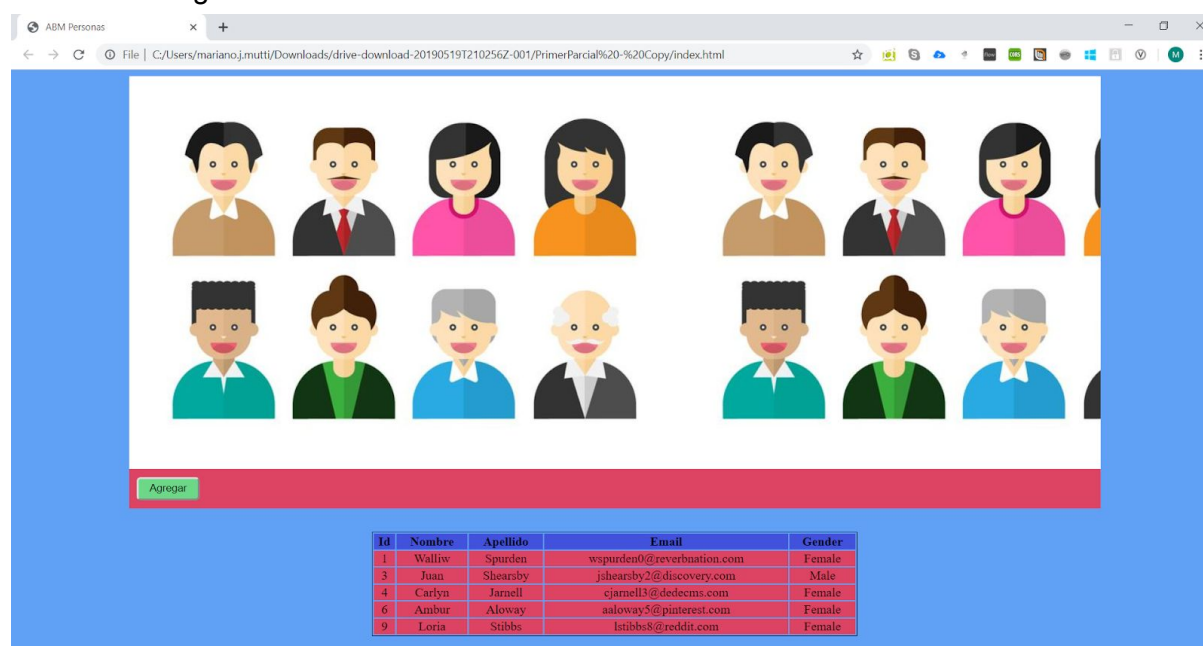 ABM Personas
File | C:/Users/mariano.j.mutti/Downloads/drive-download-20190519T210256Z-001/PrimerParcial%20-%20Copy/index.html
M
Agregar
Id Nombre Apellido Email Gender
1 Walliw Spurden wspurden0@reverbnation.com Female
3 Juan Shearsby jshearsby2@discovery.com Male
4 Carlyn Jarnell cjarnell3@dedecms.com Female
6 Ambur Aloway aaloway5@pinterest.com Female
9 Loria Stibbs lstibbs8@reddit.com Female